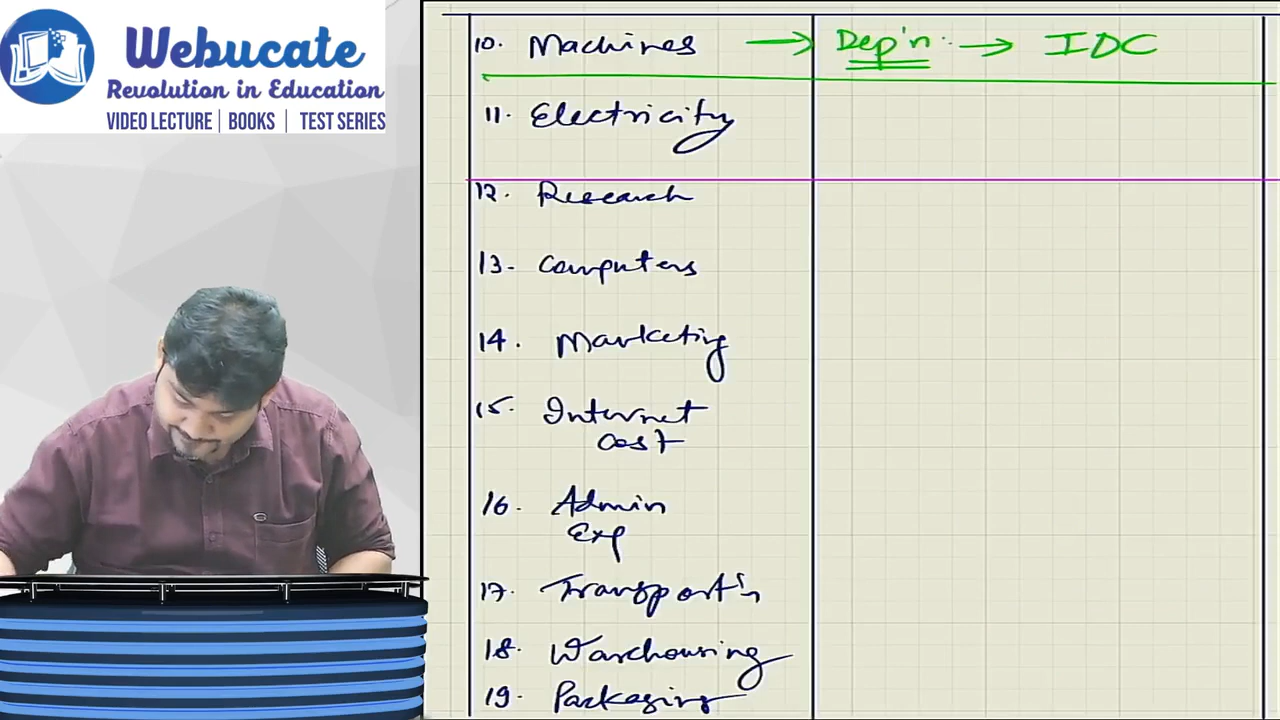 Webucate
Revolution in Education
VIDEO LECTURE | BOOKS | TEST SERIES
10. Machines → Dep'n. → IDC
11. Electricity
12. Research
13. Computers
14. Marketing
15. Internet
Cost
16. Admin
Exp
17. Transport'n
18. Warehousing
19. Packaging